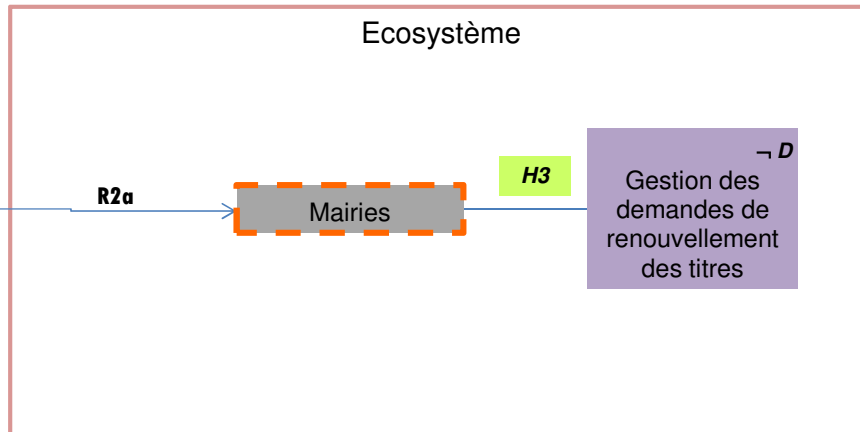 Ecosystème
R2a
Mairies
H3
¬ D
Gestion des
demandes de
renouvellement
des titres